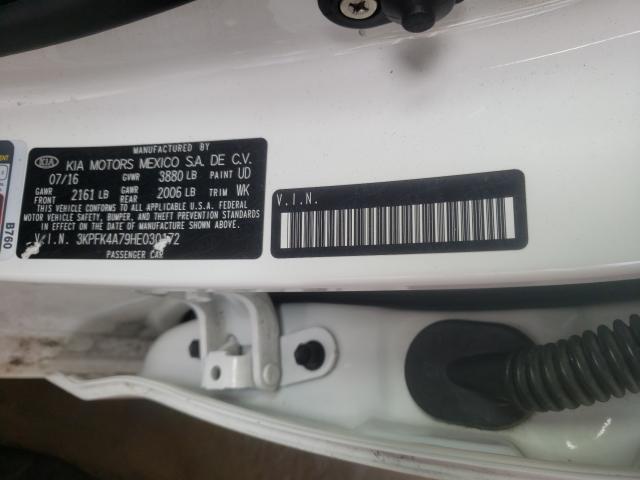 MANUFACTURED BY
KIA KIA MOTORS MEXICO S.A. DE C.V.
07/16 GVWR 3880 LB PAINT UD
GAWR FRONT 2161 LB GAWR REAR 2006 LB TRIM WK
THIS VEHICLE CONFORMS TO ALL APPLICABLE U.S.A. FEDERAL
MOTOR VEHICLE SAFETY, BUMPER, AND THEFT PREVENTION STANDARDS
IN EFFECT ON THE DATE OF MANUFACTURE SHOWN ABOVE.
V.I.N. 3KPFK4A79HE030172
PASSENGER CAR
V.I.N.
B760